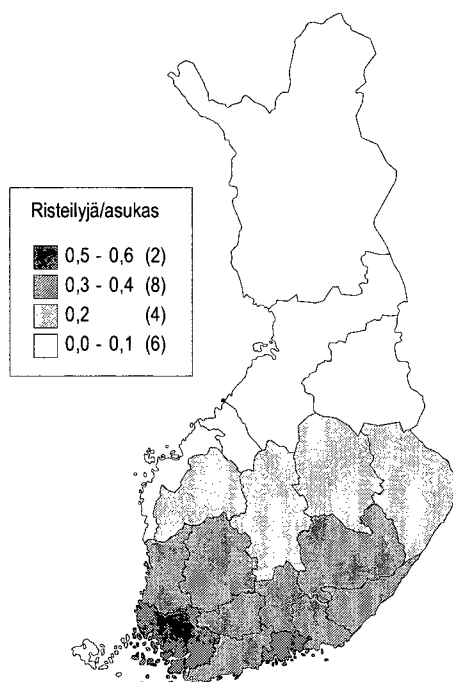 Risteilyjä/asukas
0,5 - 0,6 (2)
0,3 - 0,4 (8)
0,2 (4)
0,0 - 0,1 (6)